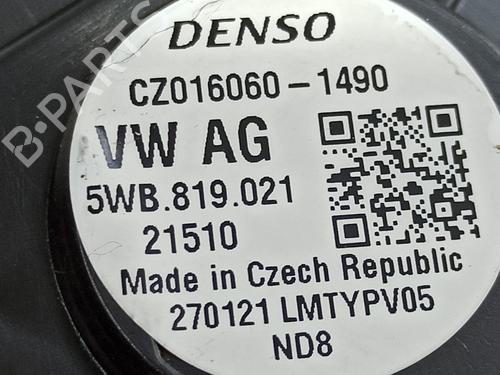 DENSO
CZ016060-1490
VW AG
5WB.819.021
21510
Made in Czech Republic
270121 LMTYPV05
ND8
B-PARTS